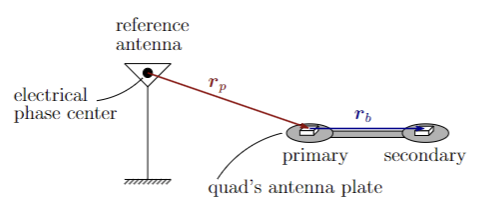 reference
antenna
r_p
electrical
phase center
r_b
primary
secondary
quad's antenna plate